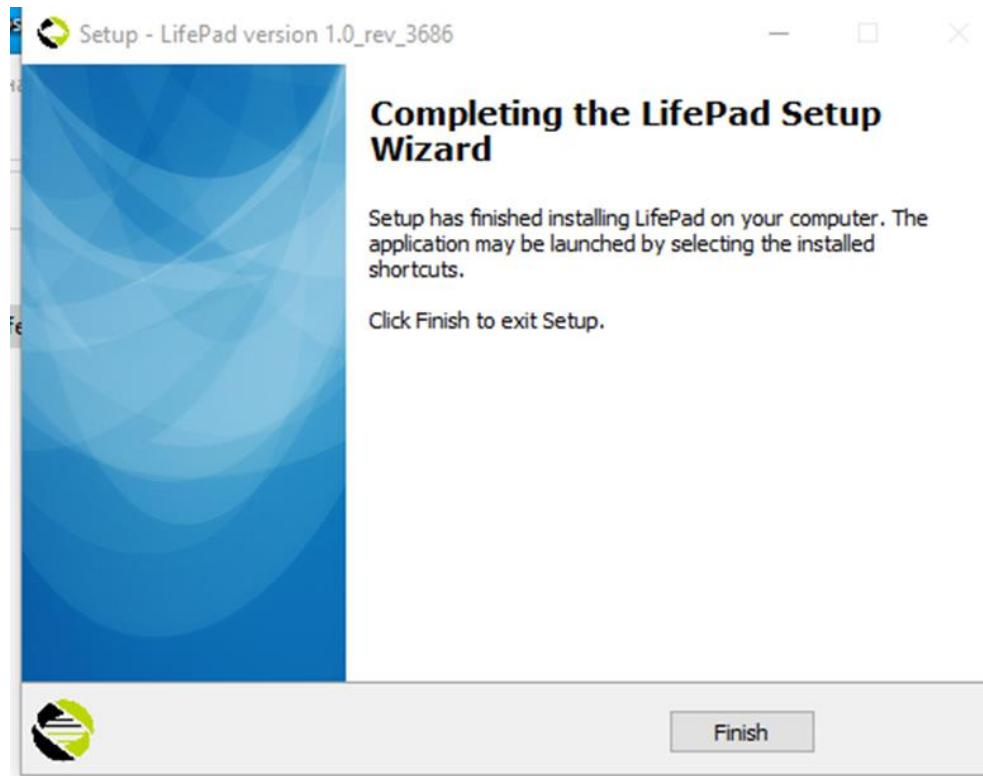 Setup - LifePad version 1.0_rev_3686
Completing the LifePad Setup
Wizard
Setup has finished installing LifePad on your computer. The
application may be launched by selecting the installed
shortcuts.
Click Finish to exit Setup.
Finish